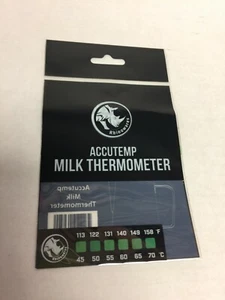 Rhinowares
ACCUTEMP
MILK THERMOMETER
Accutemp
Milk
Thermometer
113 122 131 140 149 158 °F
45 50 55 60 65 70 °C